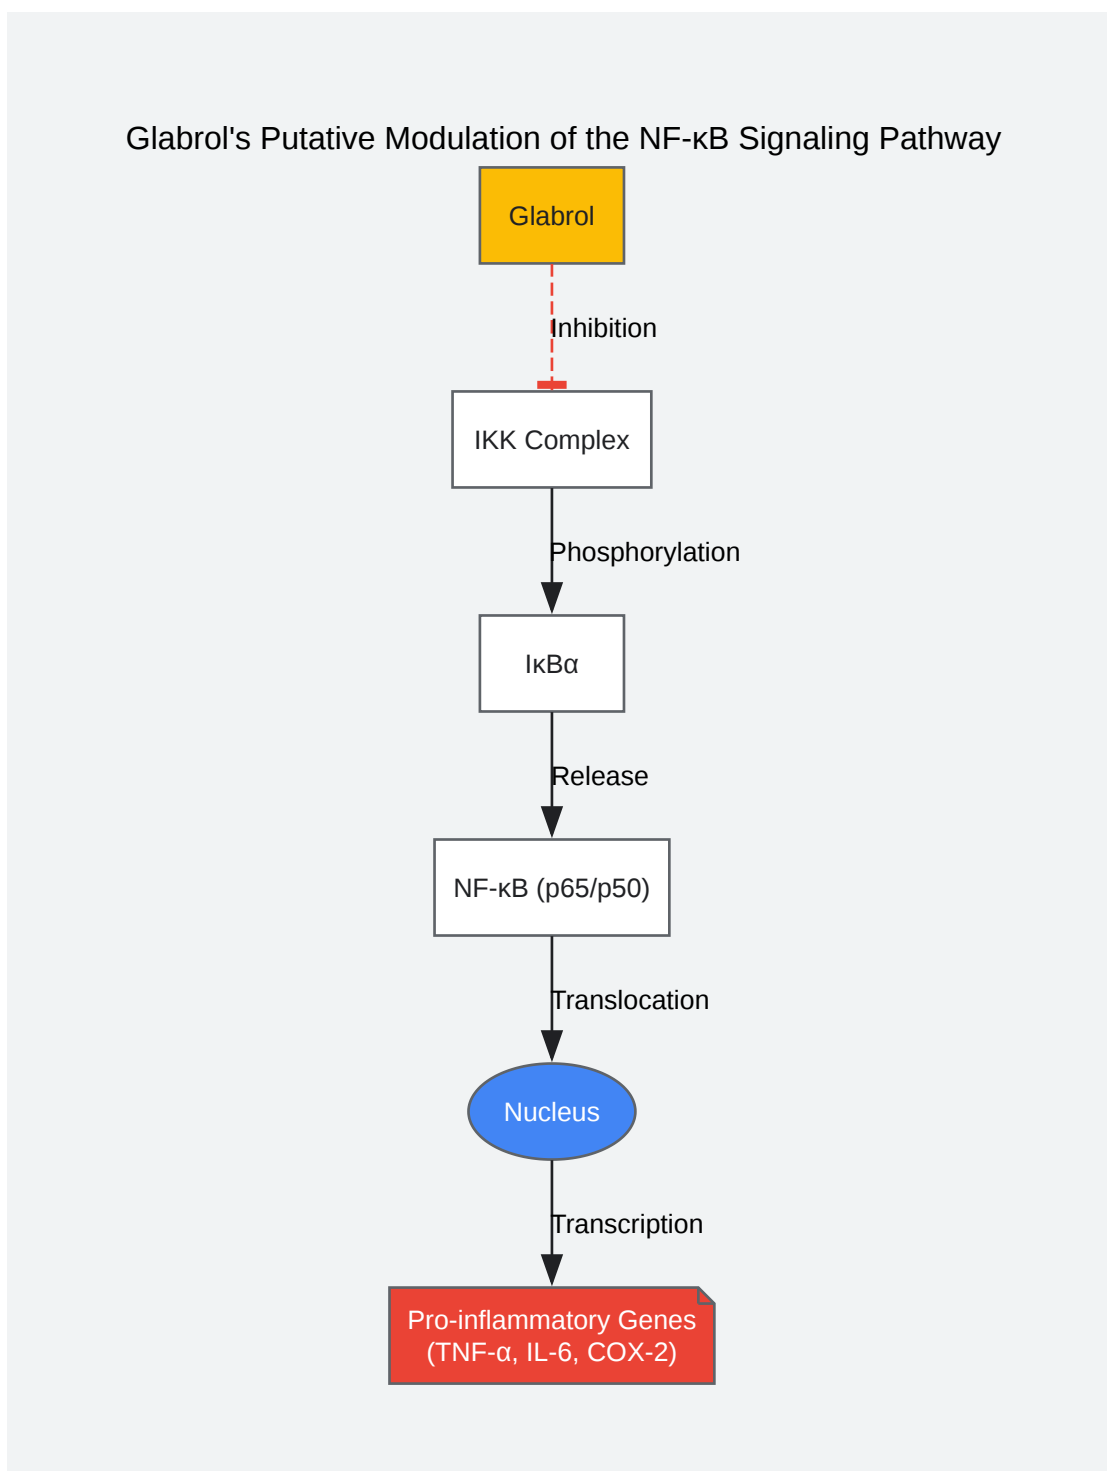 Glabrol's Putative Modulation of the NF-κB Signaling Pathway
Glabrol
Inhibition
IKK Complex
Phosphorylation
IκBα
Release
NF-κB (p65/p50)
Translocation
Nucleus
Transcription
Pro-inflammatory Genes
(TNF-α, IL-6, COX-2)